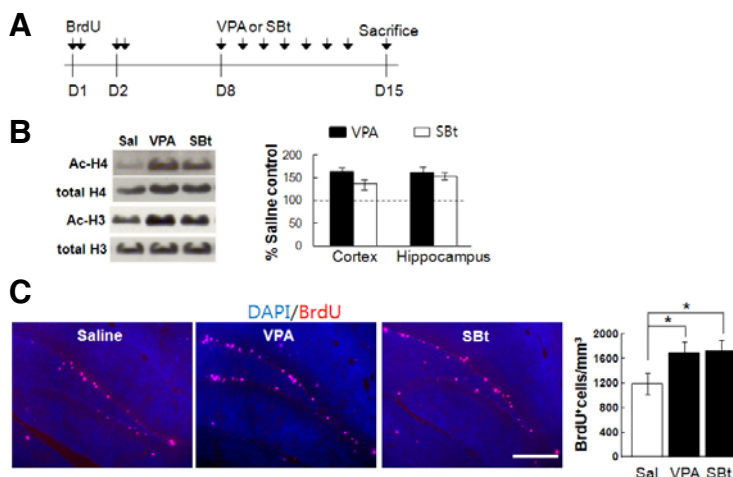 A
BrdU VPA or SBt Sacrifice
D1 D2 D8 D15
B
Sal VPA SBt
Ac-H4
total H4
Ac-H3
total H3
VPA SBt
% Saline control
200
150
100
50
0
Cortex Hippocampus
C
DAPI/BrdU
Saline VPA SBt
BrdU+cells/mm3
2000
1600
1200
800
400
0
* *
Sal VPA SBt